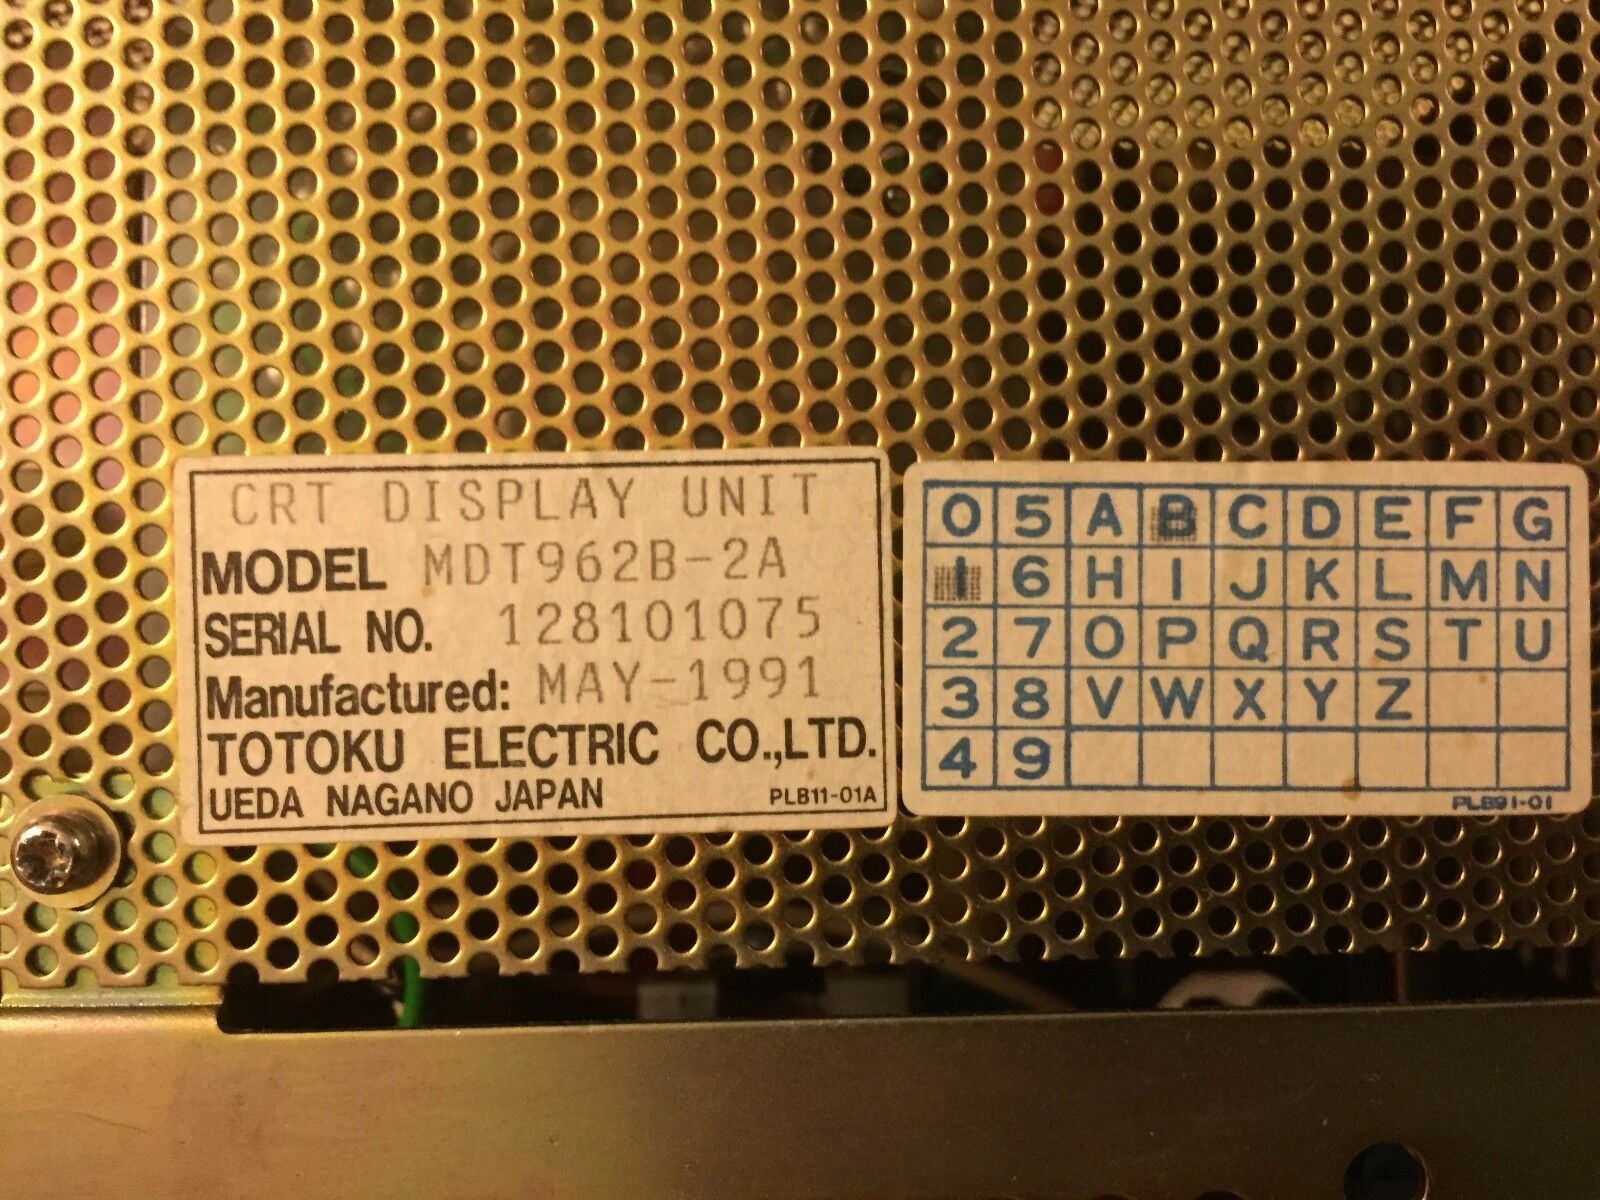 CRT DISPLAY UNIT
MODEL MDT962B-2A
SERIAL NO. 128101075
Manufactured: MAY-1991
TOTOKU ELECTRIC CO.,LTD.
UEDA NAGANO JAPAN PLB11-01A
0 5 A B C D E F G
1 6 H I J K L M N
2 7 O P Q R S T U
3 8 V W X Y Z
4 9
PLB91-01